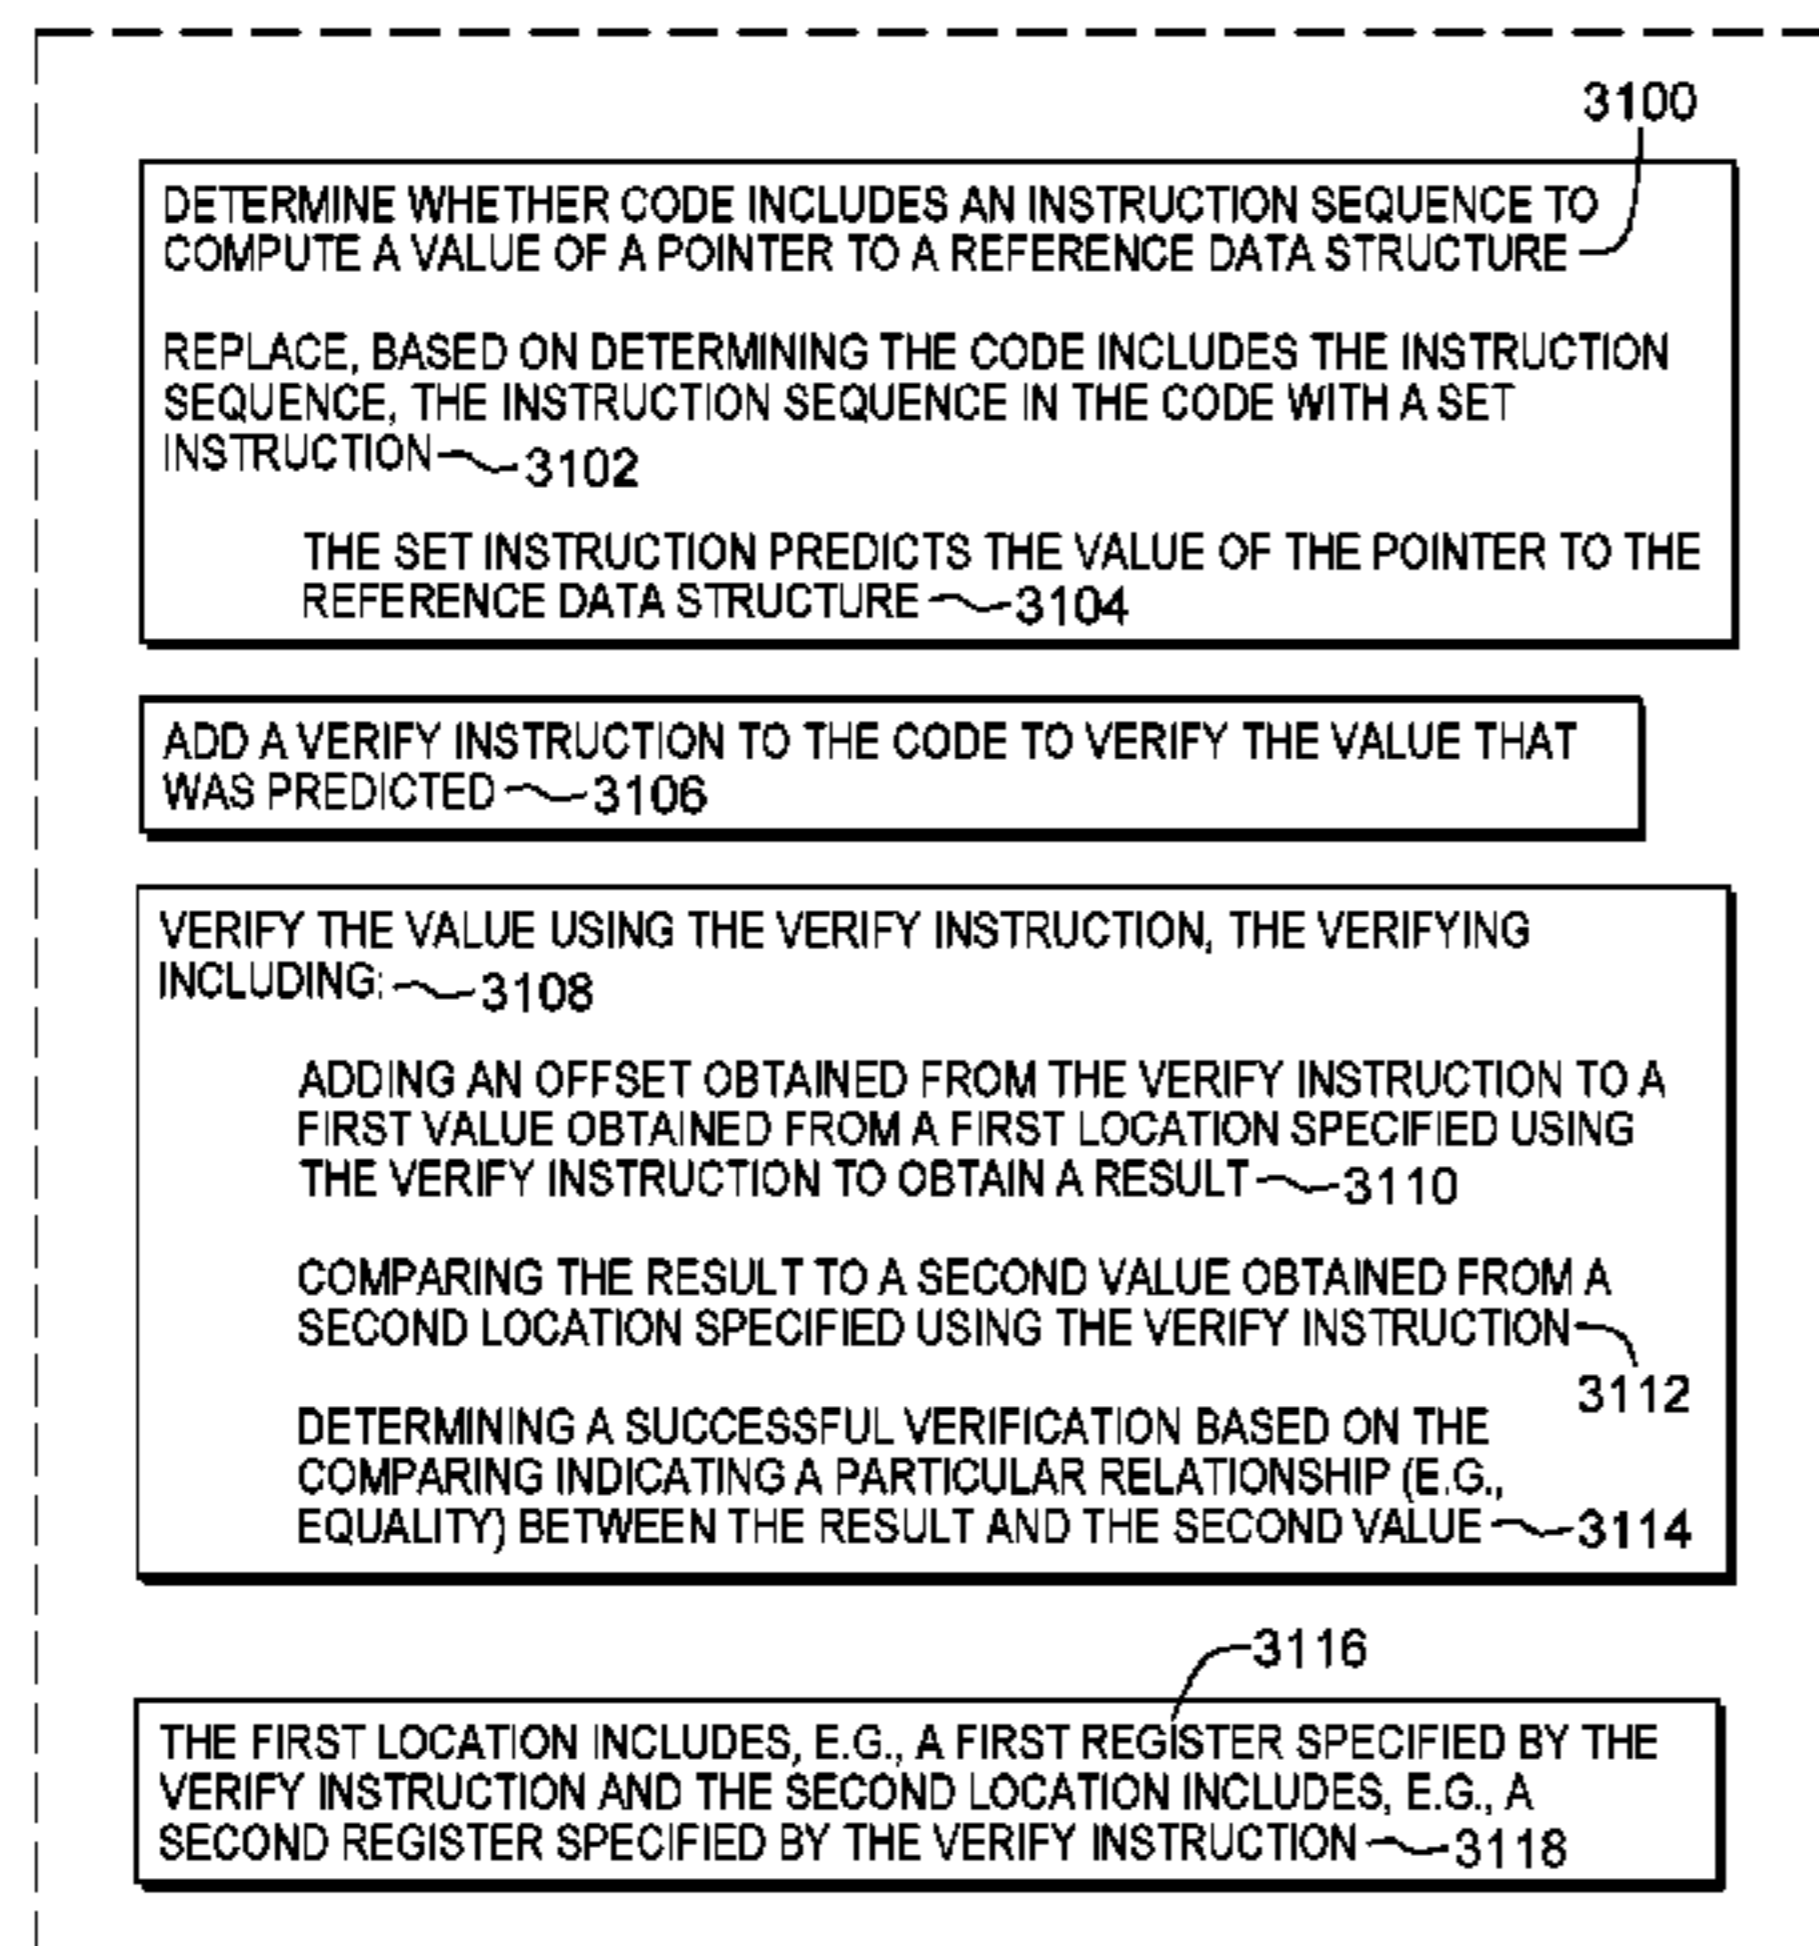 3100
DETERMINE WHETHER CODE INCLUDES AN INSTRUCTION SEQUENCE TO
COMPUTE A VALUE OF A POINTER TO A REFERENCE DATA STRUCTURE
REPLACE, BASED ON DETERMINING THE CODE INCLUDES THE INSTRUCTION
SEQUENCE, THE INSTRUCTION SEQUENCE IN THE CODE WITH A SET
INSTRUCTION 3102
THE SET INSTRUCTION PREDICTS THE VALUE OF THE POINTER TO THE
REFERENCE DATA STRUCTURE 3104
ADD A VERIFY INSTRUCTION TO THE CODE TO VERIFY THE VALUE THAT
WAS PREDICTED 3106
VERIFY THE VALUE USING THE VERIFY INSTRUCTION, THE VERIFYING
INCLUDING: 3108
ADDING AN OFFSET OBTAINED FROM THE VERIFY INSTRUCTION TO A
FIRST VALUE OBTAINED FROM A FIRST LOCATION SPECIFIED USING
THE VERIFY INSTRUCTION TO OBTAIN A RESULT 3110
COMPARING THE RESULT TO A SECOND VALUE OBTAINED FROM A
SECOND LOCATION SPECIFIED USING THE VERIFY INSTRUCTION
3112
DETERMINING A SUCCESSFUL VERIFICATION BASED ON THE
COMPARING INDICATING A PARTICULAR RELATIONSHIP (E.G.,
EQUALITY) BETWEEN THE RESULT AND THE SECOND VALUE 3114
3116
THE FIRST LOCATION INCLUDES, E.G., A FIRST REGISTER SPECIFIED BY THE
VERIFY INSTRUCTION AND THE SECOND LOCATION INCLUDES, E.G., A
SECOND REGISTER SPECIFIED BY THE VERIFY INSTRUCTION 3118